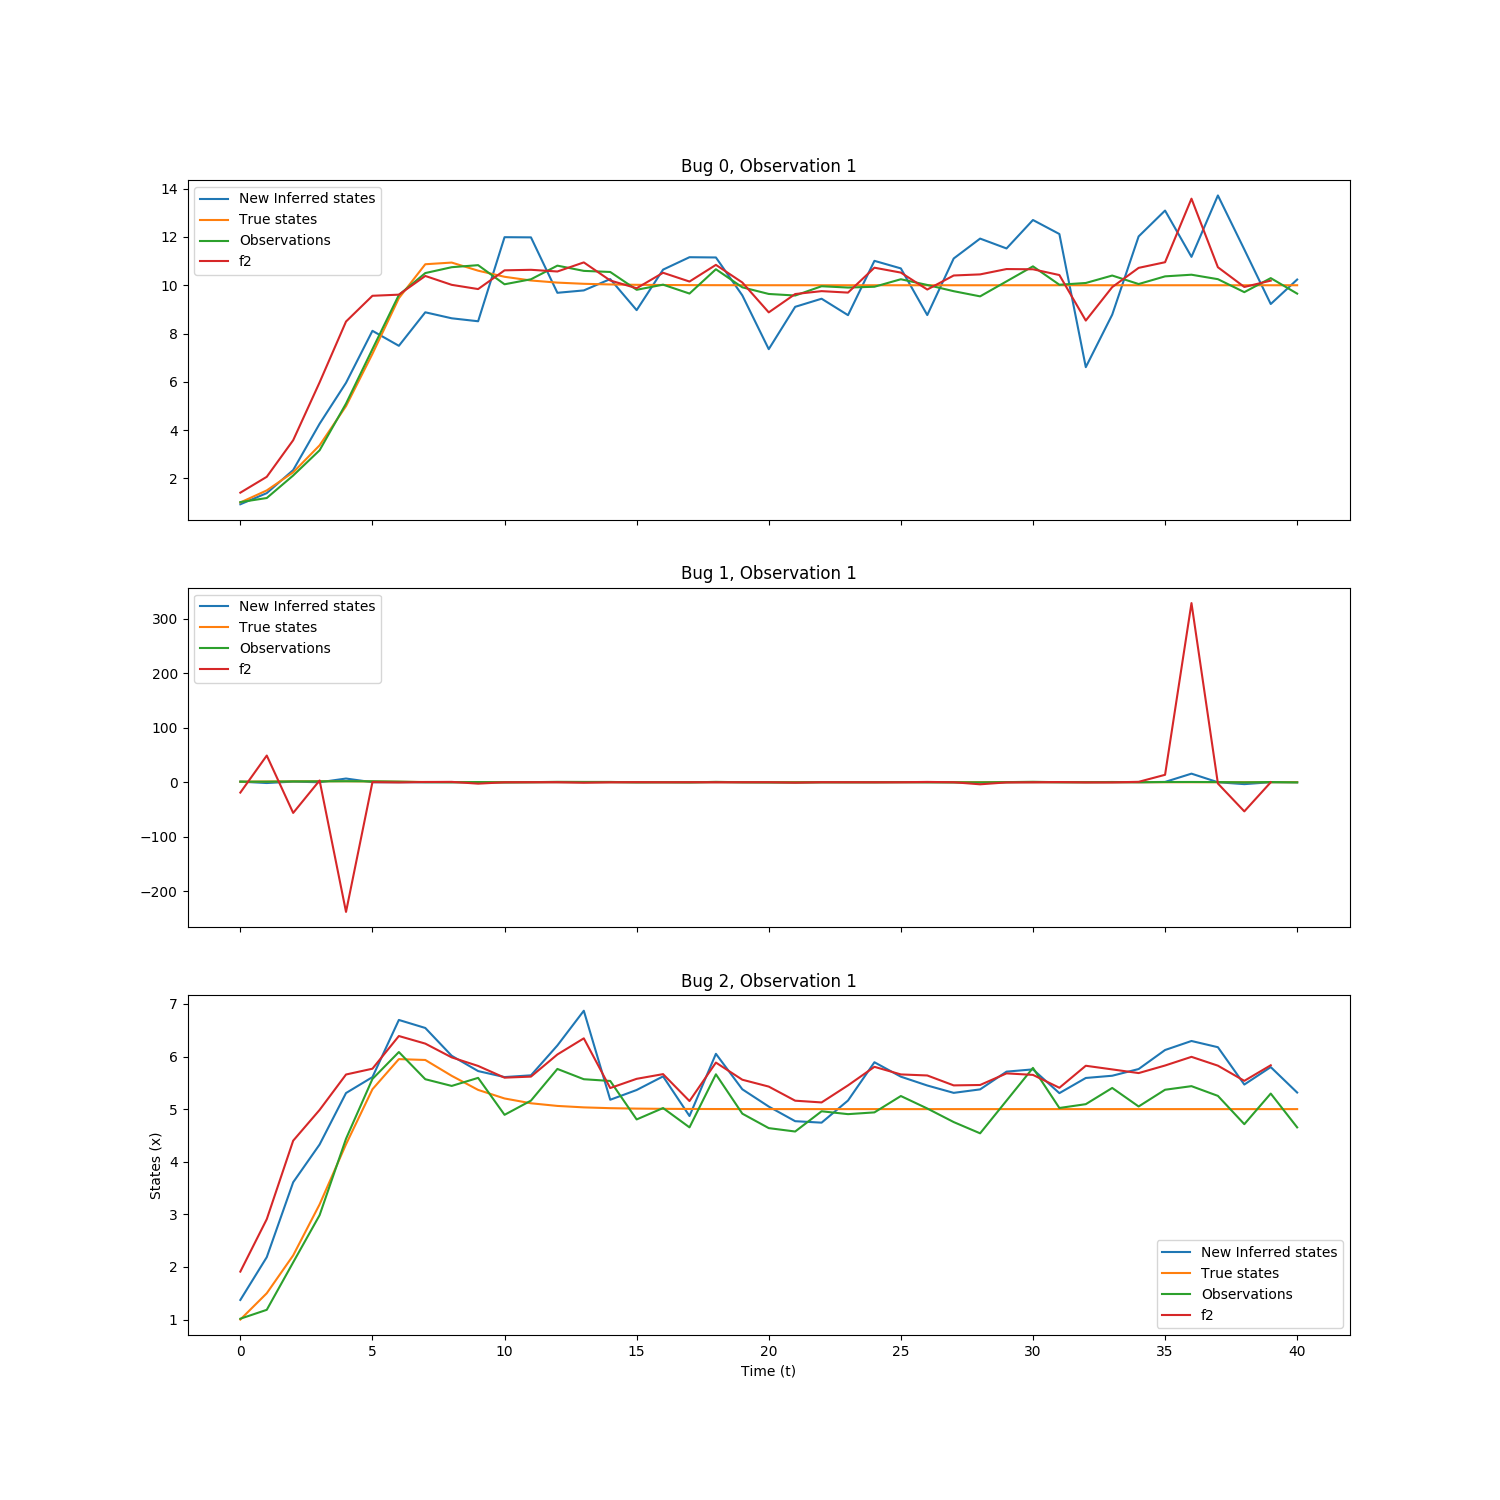 Bug 0, Observation 1
14
12
10
8
6
4
2
New Inferred states
True states
Observations
f2
Bug 1, Observation 1
300
200
100
0
−100
−200
New Inferred states
True states
Observations
f2
Bug 2, Observation 1
7
6
5
4
3
2
1
States (x)
New Inferred states
True states
Observations
f2
0 5 10 15 20 25 30 35 40
Time (t)